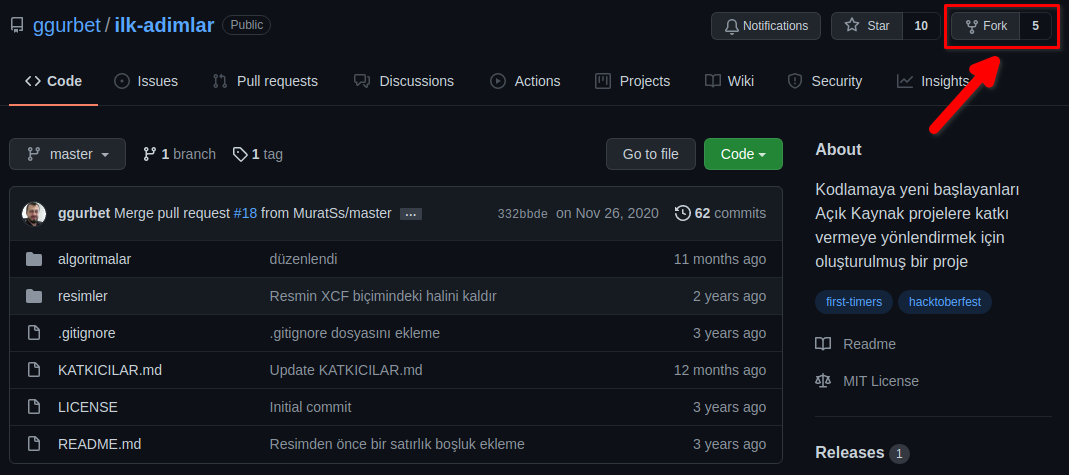 ggurbet / ilk-adimlar Public Notifications Star 10 Fork 5
Code Issues Pull requests Discussions Actions Projects Wiki Security Insights
master 1 branch 1 tag Go to file Code
ggurbet Merge pull request #18 from MuratSs/master ... 332bbde on Nov 26, 2020 62 commits
algoritmalar düzenlendi 11 months ago
resimler Resmin XCF biçimindeki halini kaldır 2 years ago
.gitignore .gitignore dosyasını ekleme 3 years ago
KATKICILAR.md Update KATKICILAR.md 12 months ago
LICENSE Initial commit 3 years ago
README.md Resimden önce bir satırlık boşluk ekleme 3 years ago
About
Kodlamaya yeni başlayanları
Açık Kaynak projelere katkı
vermeye yönlendirmek için
oluşturulmuş bir proje
first-timers hacktoberfest
Readme
MIT License
Releases 1